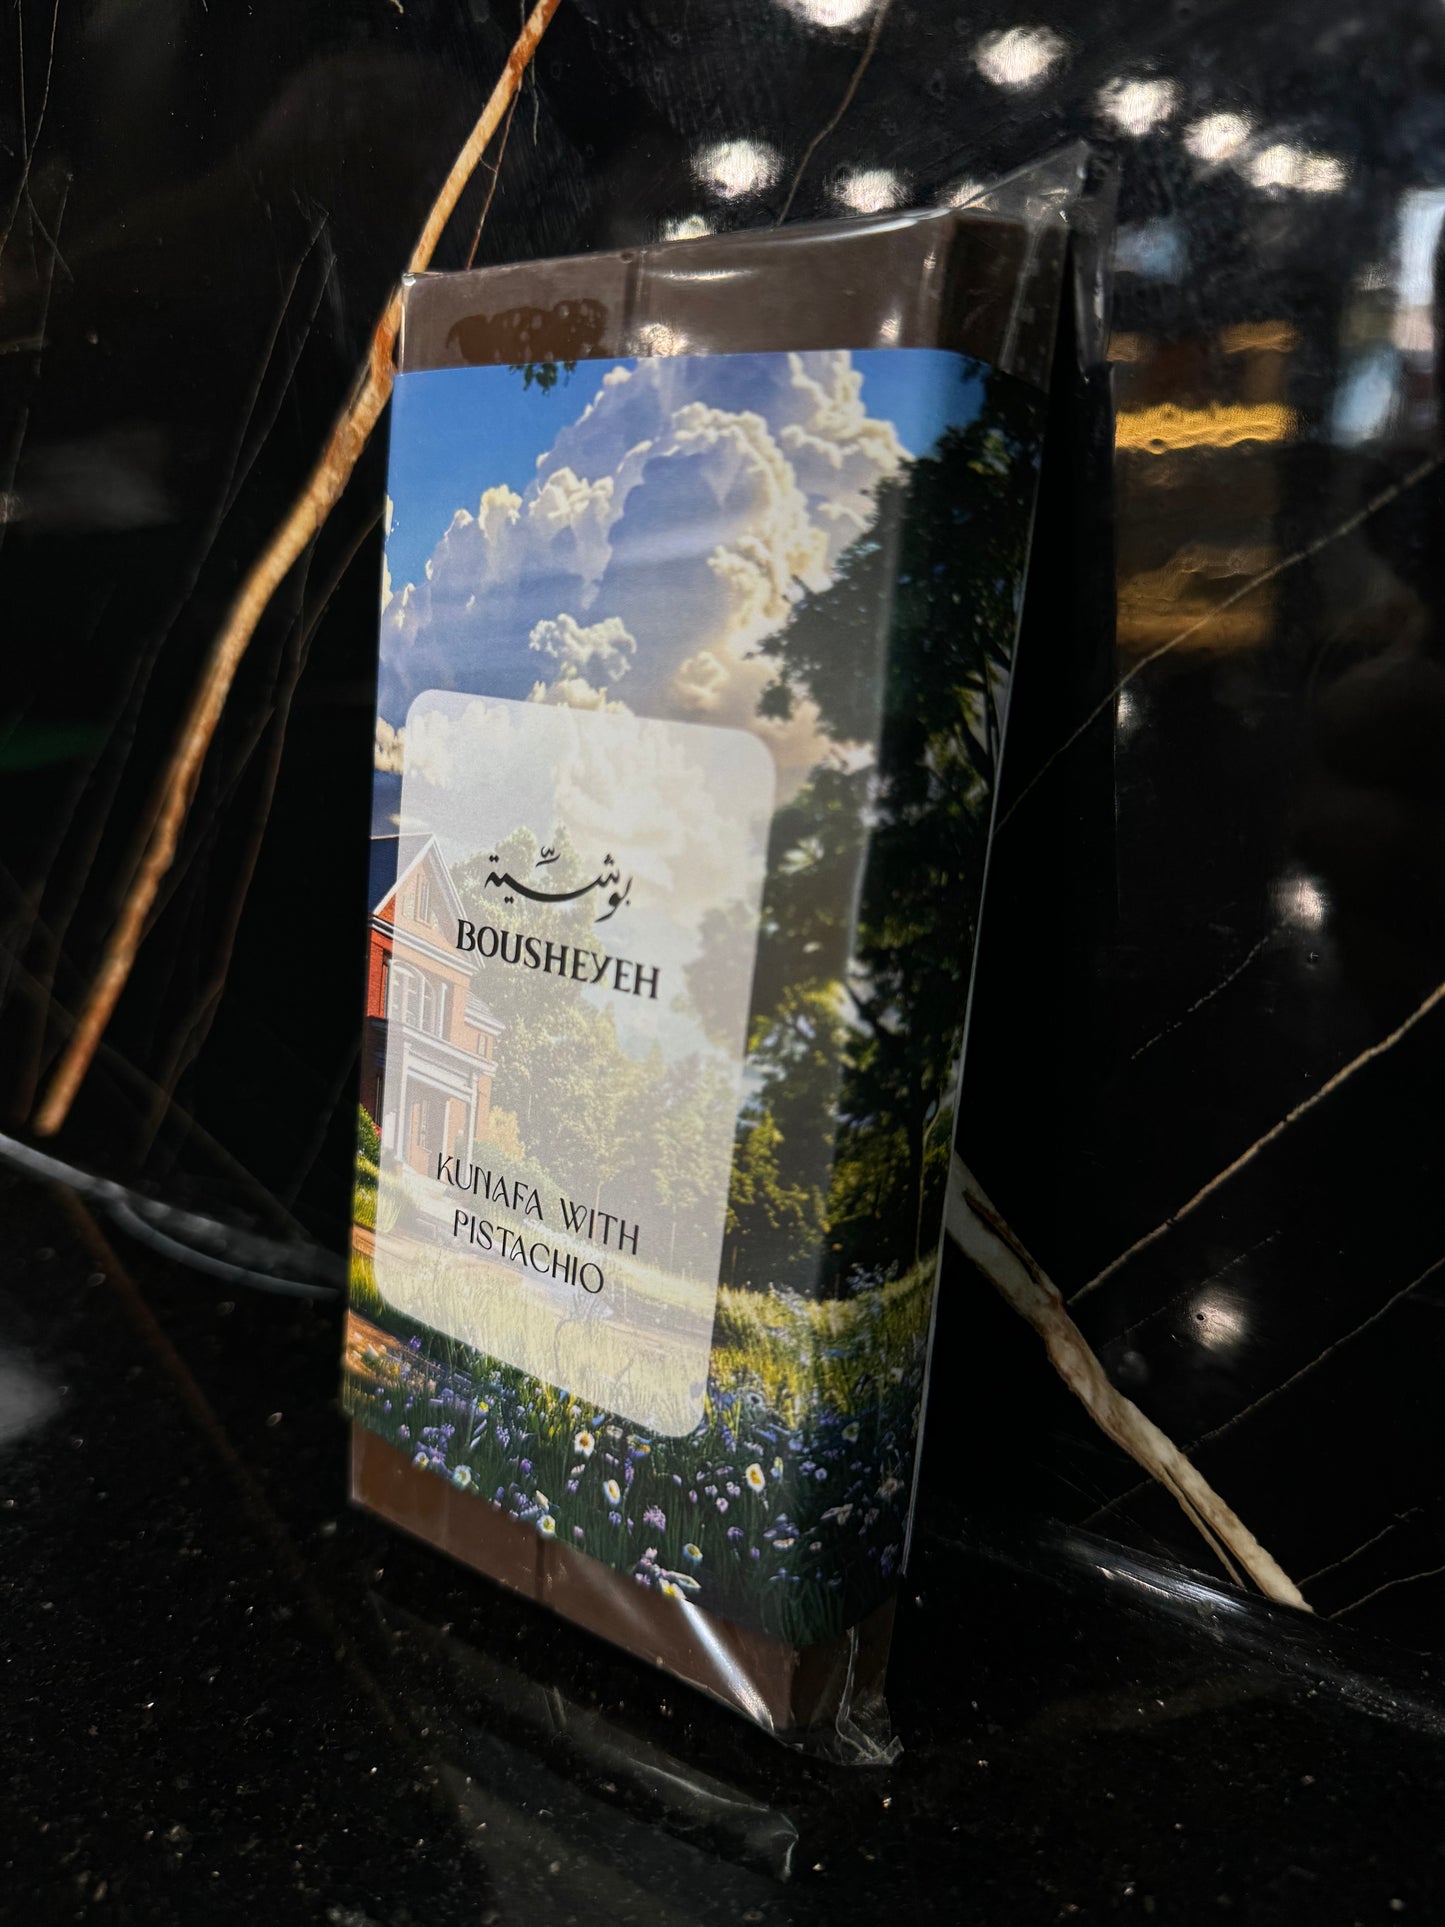 بوشيّة
BOUSHEYEH
KUNAFA WITH
PISTACHIO